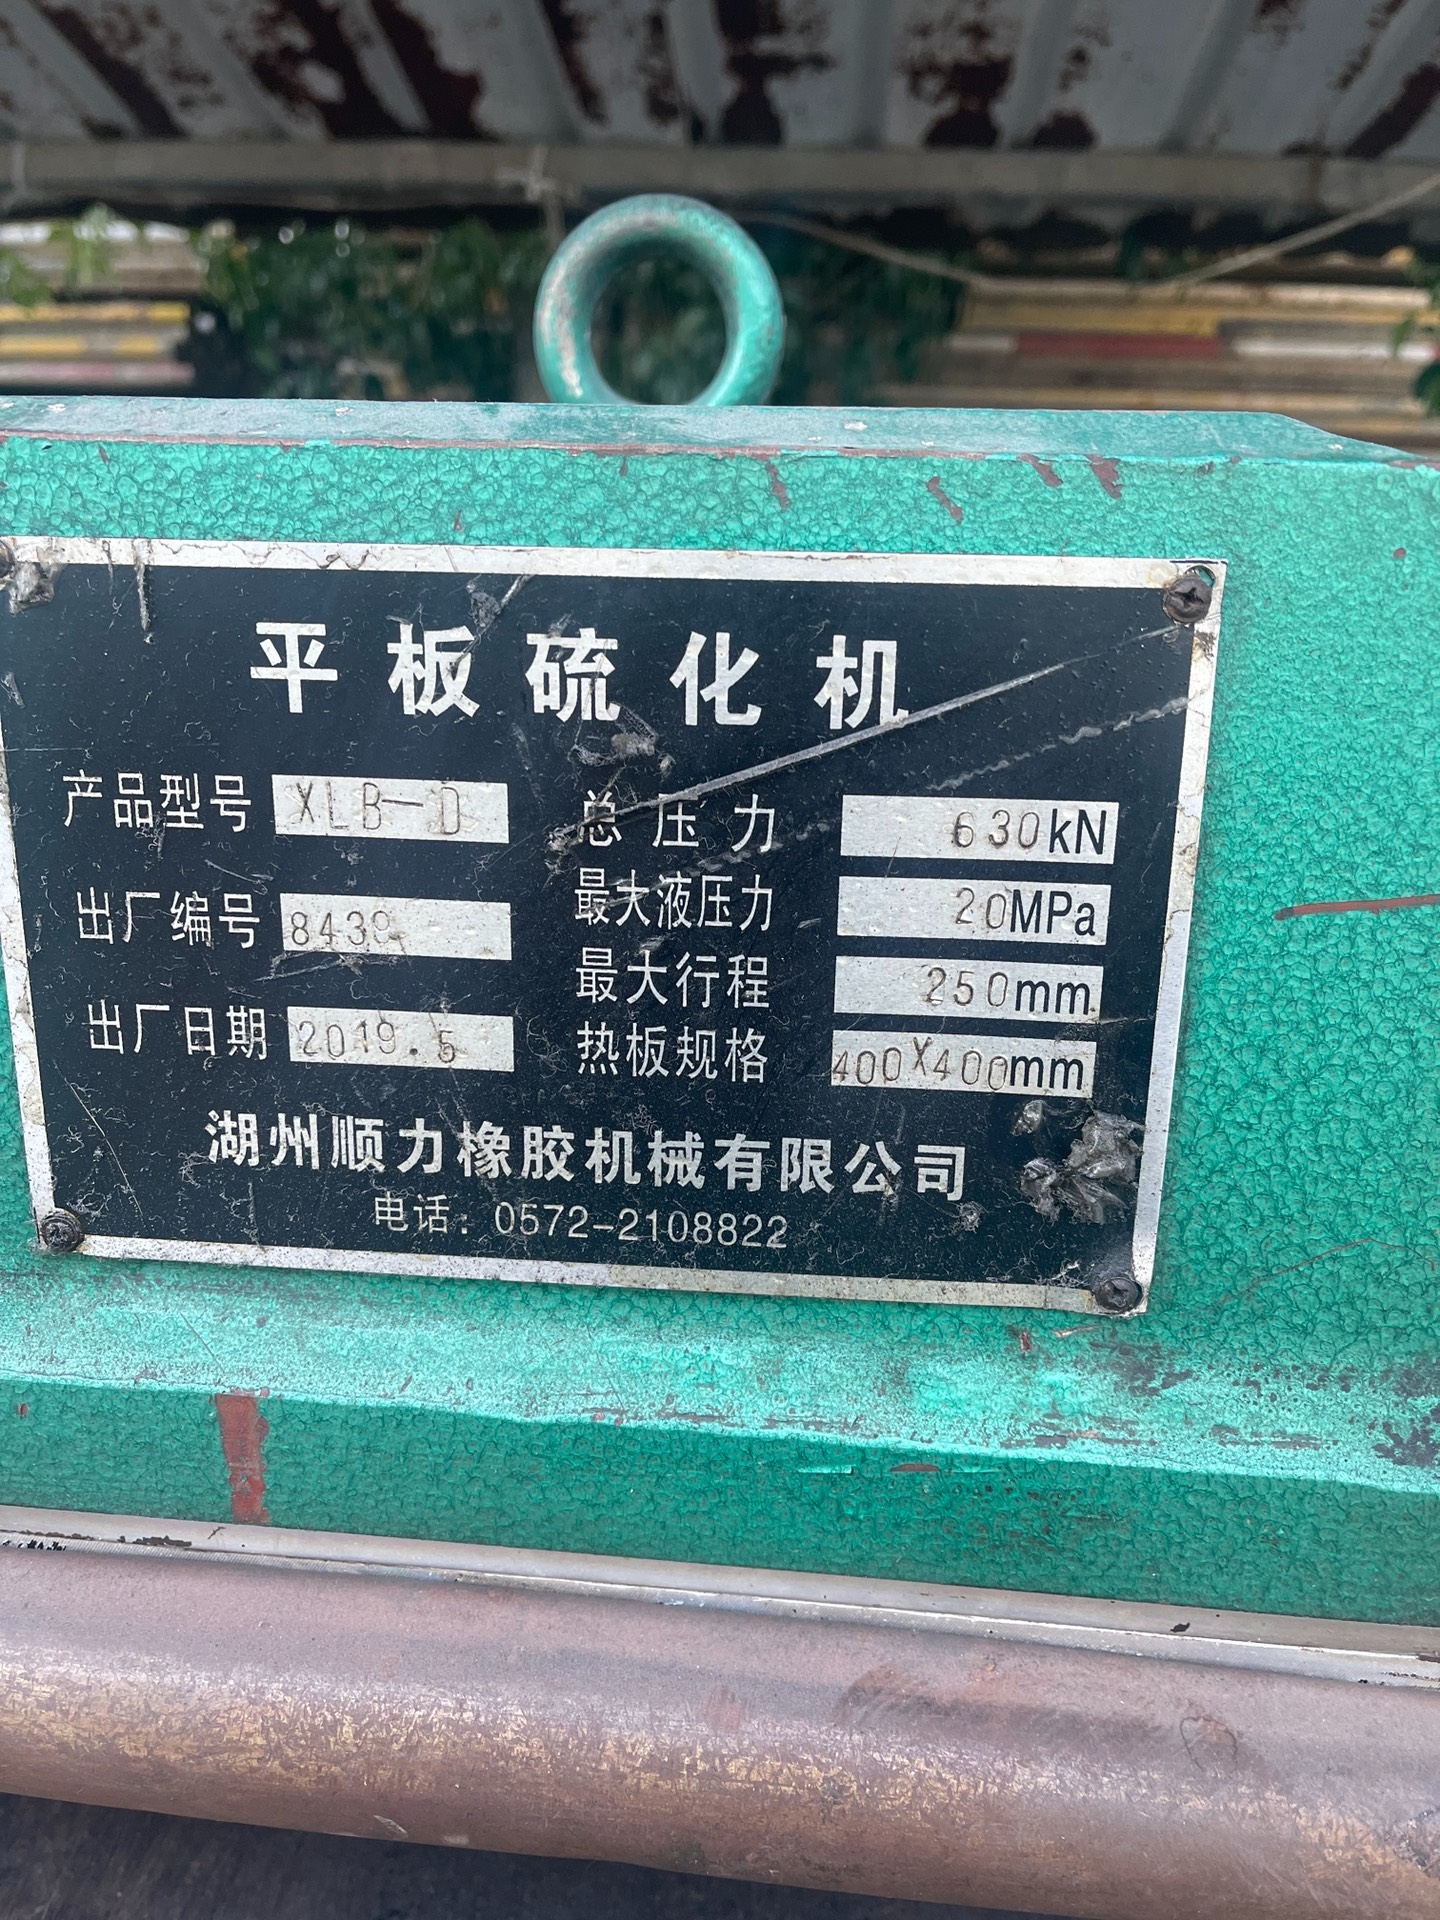 平板硫化机
产品型号 XLB-D 总压力 630kN
出厂编号 最大液压力 20MPa
最大行程 250mm
出厂日期 2019.5 热板规格 400X400mm
湖州顺力橡胶机械有限公司
电话：0572-2108822